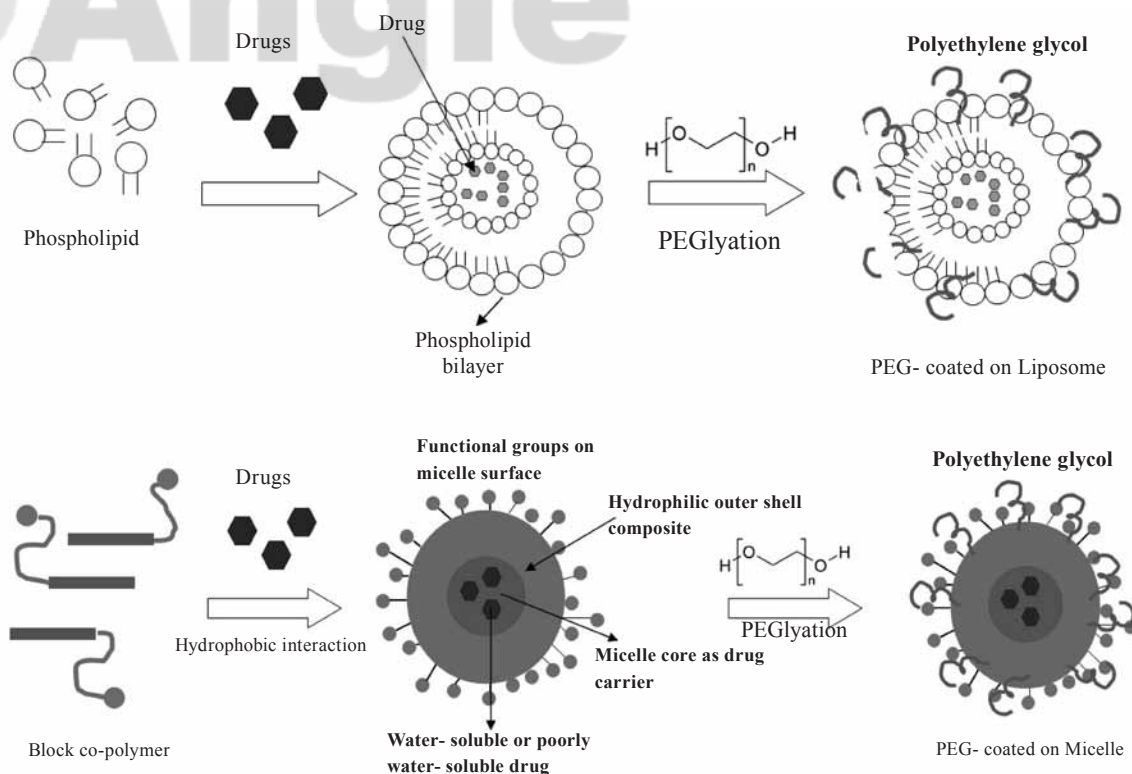 Angle
Drugs
Drug
Polyethylene glycol
H O n O H
Phospholipid
PEGlyation
Phospholipid
bilayer
PEG- coated on Liposome
Functional groups on
micelle surface
Drugs
Polyethylene glycol
Hydrophilic outer shell
composite
H O n O H
Hydrophobic interaction
PEGlyation
Micelle core as drug
carrier
Block co-polymer
Water- soluble or poorly
water- soluble drug
PEG- coated on Micelle